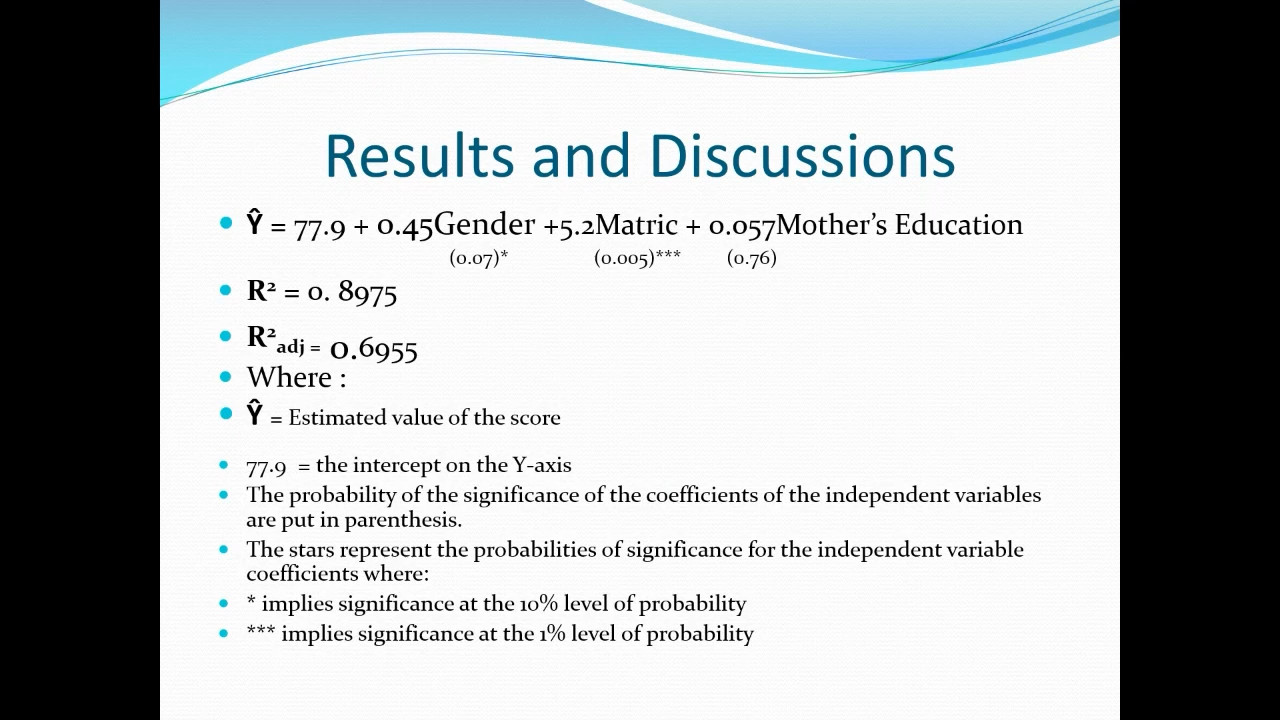 Results and Discussions
• Ŷ = 77.9 + 0.45Gender +5.2Matric + 0.057Mother’s Education
(0.07)* (0.005)*** (0.76)
• R² = 0. 8975
• R²adj = 0.6955
• Where :
• Ŷ = Estimated value of the score
• 77.9 = the intercept on the Y-axis
• The probability of the significance of the coefficients of the independent variables
are put in parenthesis.
• The stars represent the probabilities of significance for the independent variable
coefficients where:
• * implies significance at the 10% level of probability
• *** implies significance at the 1% level of probability